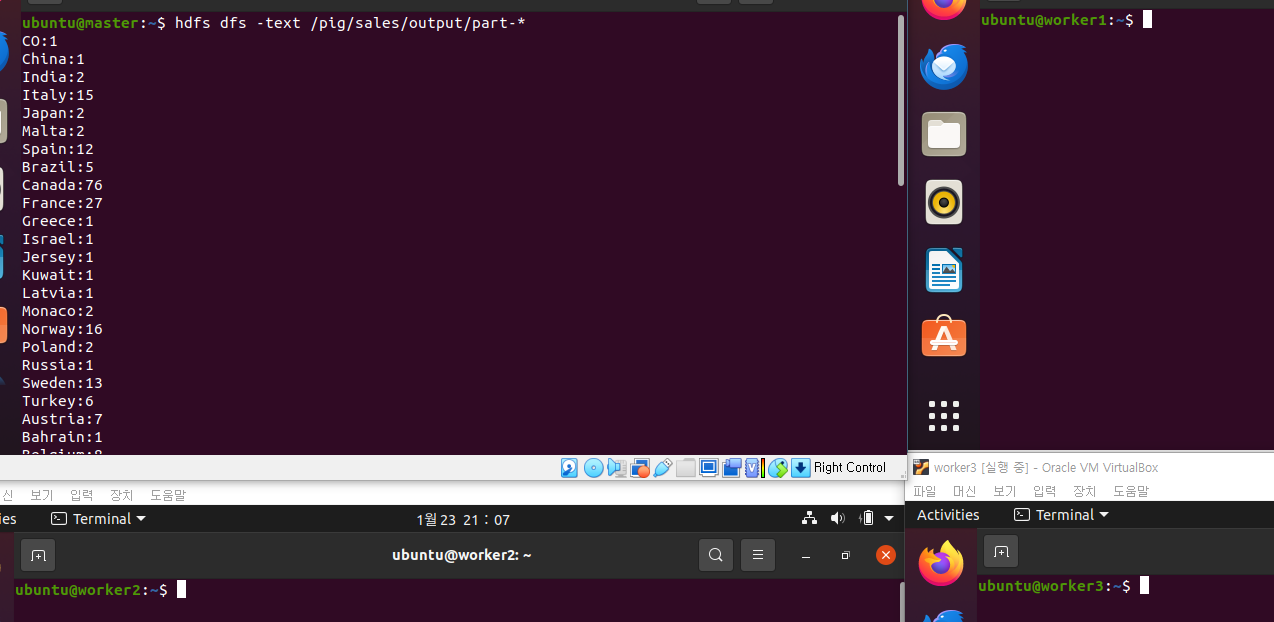 ubuntu@master:~$ hdfs dfs -text /pig/sales/output/part-*
CO:1
China:1
India:2
Italy:15
Japan:2
Malta:2
Spain:12
Brazil:5
Canada:76
France:27
Greece:1
Israel:1
Jersey:1
Kuwait:1
Latvia:1
Monaco:2
Norway:16
Poland:2
Russia:1
Sweden:13
Turkey:6
Austria:7
Bahrain:1
Belgium:8
Right Control
ubuntu@worker1:~$
신 보기 입력 장치 도움말
ies Terminal 1월 23 21 : 07
ubuntu@worker2: ~
ubuntu@worker2:~$
worker3 [실행 중] - Oracle VM VirtualBox
파일 머신 보기 입력 장치 도움말
Activities Terminal
ubuntu@worker3:~$